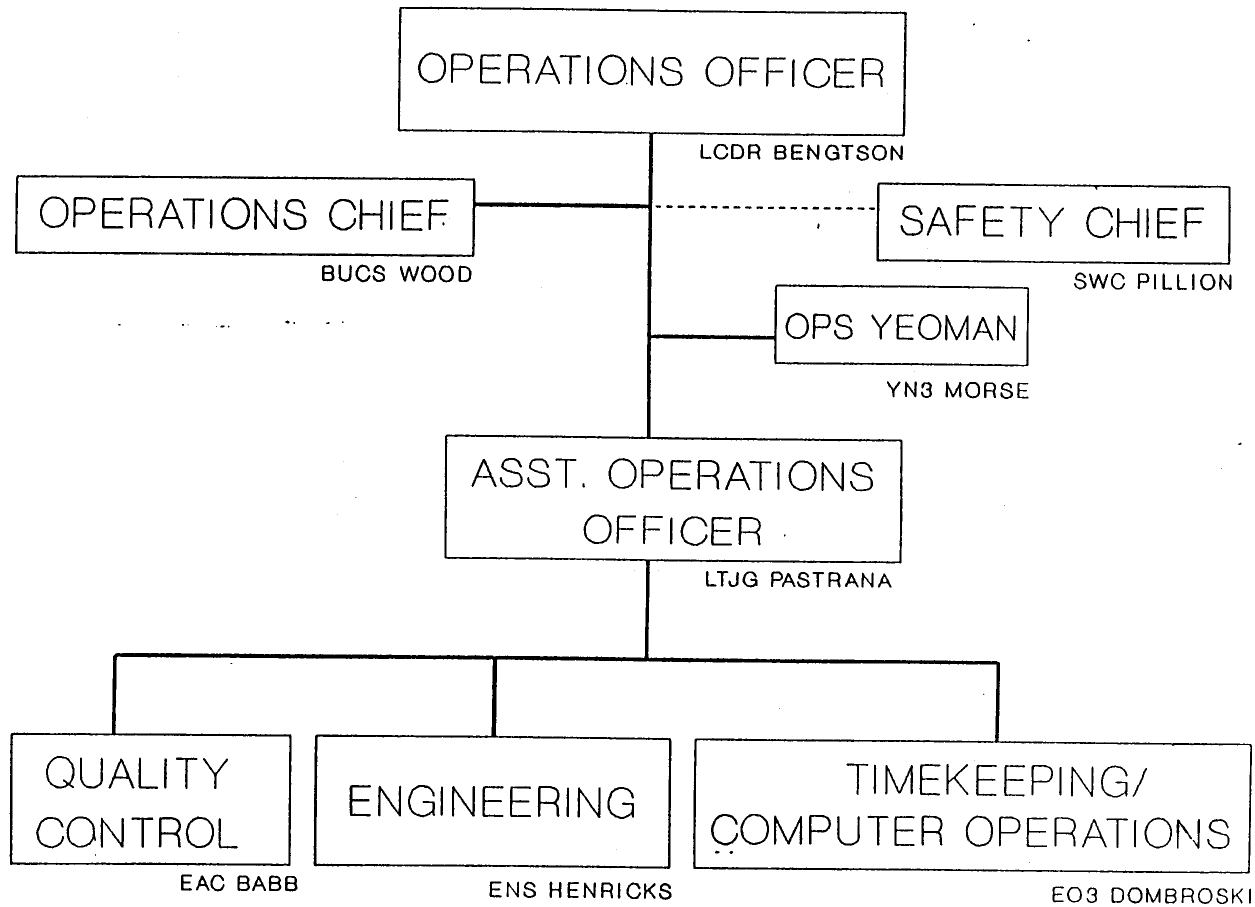 OPERATIONS OFFICER
LCDR BENGTSON
OPERATIONS CHIEF
BUCS WOOD
SAFETY CHIEF
SWC PILLION
OPS YEOMAN
YN3 MORSE
ASST. OPERATIONS
OFFICER
LTJG PASTRANA
QUALITY
CONTROL
EAC BABB
ENGINEERING
ENS HENRICKS
TIMEKEEPING/
COMPUTER OPERATIONS
EO3 DOMBROSKI